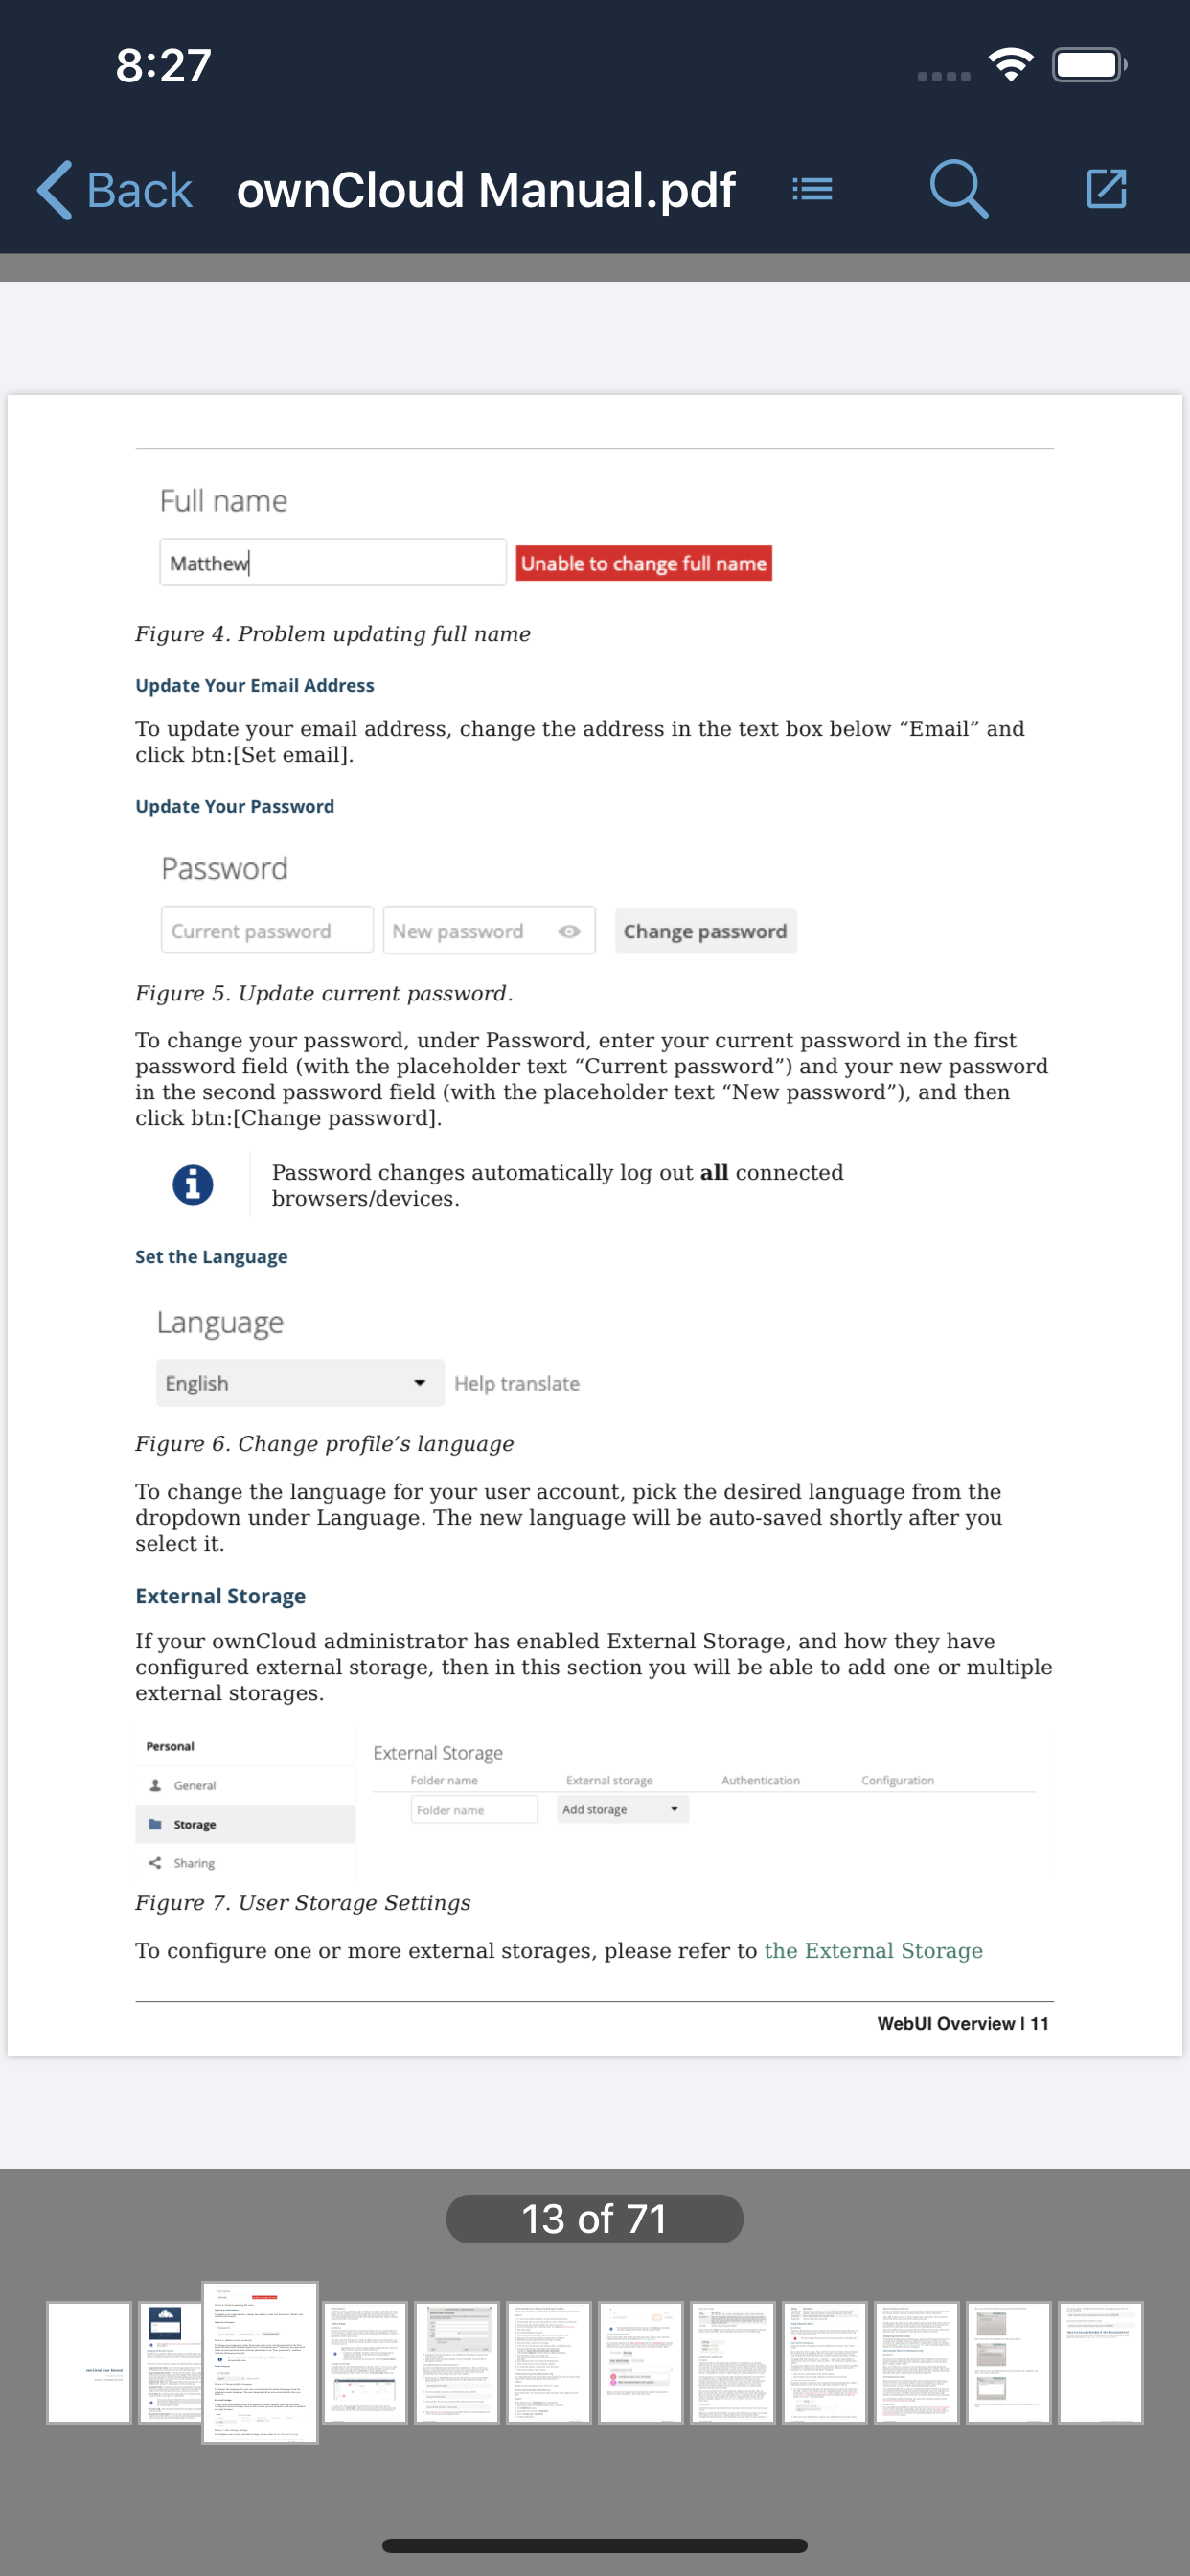 8:27
Back
ownCloud Manual.pdf
Full name
Matthew
Unable to change full name
Figure 4. Problem updating full name
Update Your Email Address
To update your email address, change the address in the text box below “Email” and
click btn:[Set email].
Update Your Password
Password
Current password
New password
Change password
Figure 5. Update current password.
To change your password, under Password, enter your current password in the first
password field (with the placeholder text “Current password”) and your new password
in the second password field (with the placeholder text “New password”), and then
click btn:[Change password].
Password changes automatically log out all connected
browsers/devices.
Set the Language
Language
English
Help translate
Figure 6. Change profile’s language
To change the language for your user account, pick the desired language from the
dropdown under Language. The new language will be auto-saved shortly after you
select it.
External Storage
If your ownCloud administrator has enabled External Storage, and how they have
configured external storage, then in this section you will be able to add one or multiple
external storages.
Personal
General
Storage
Sharing
External Storage
Folder name External storage Authentication Configuration
Folder name
Add storage
Figure 7. User Storage Settings
To configure one or more external storages, please refer to the External Storage
WebUI Overview | 11
13 of 71